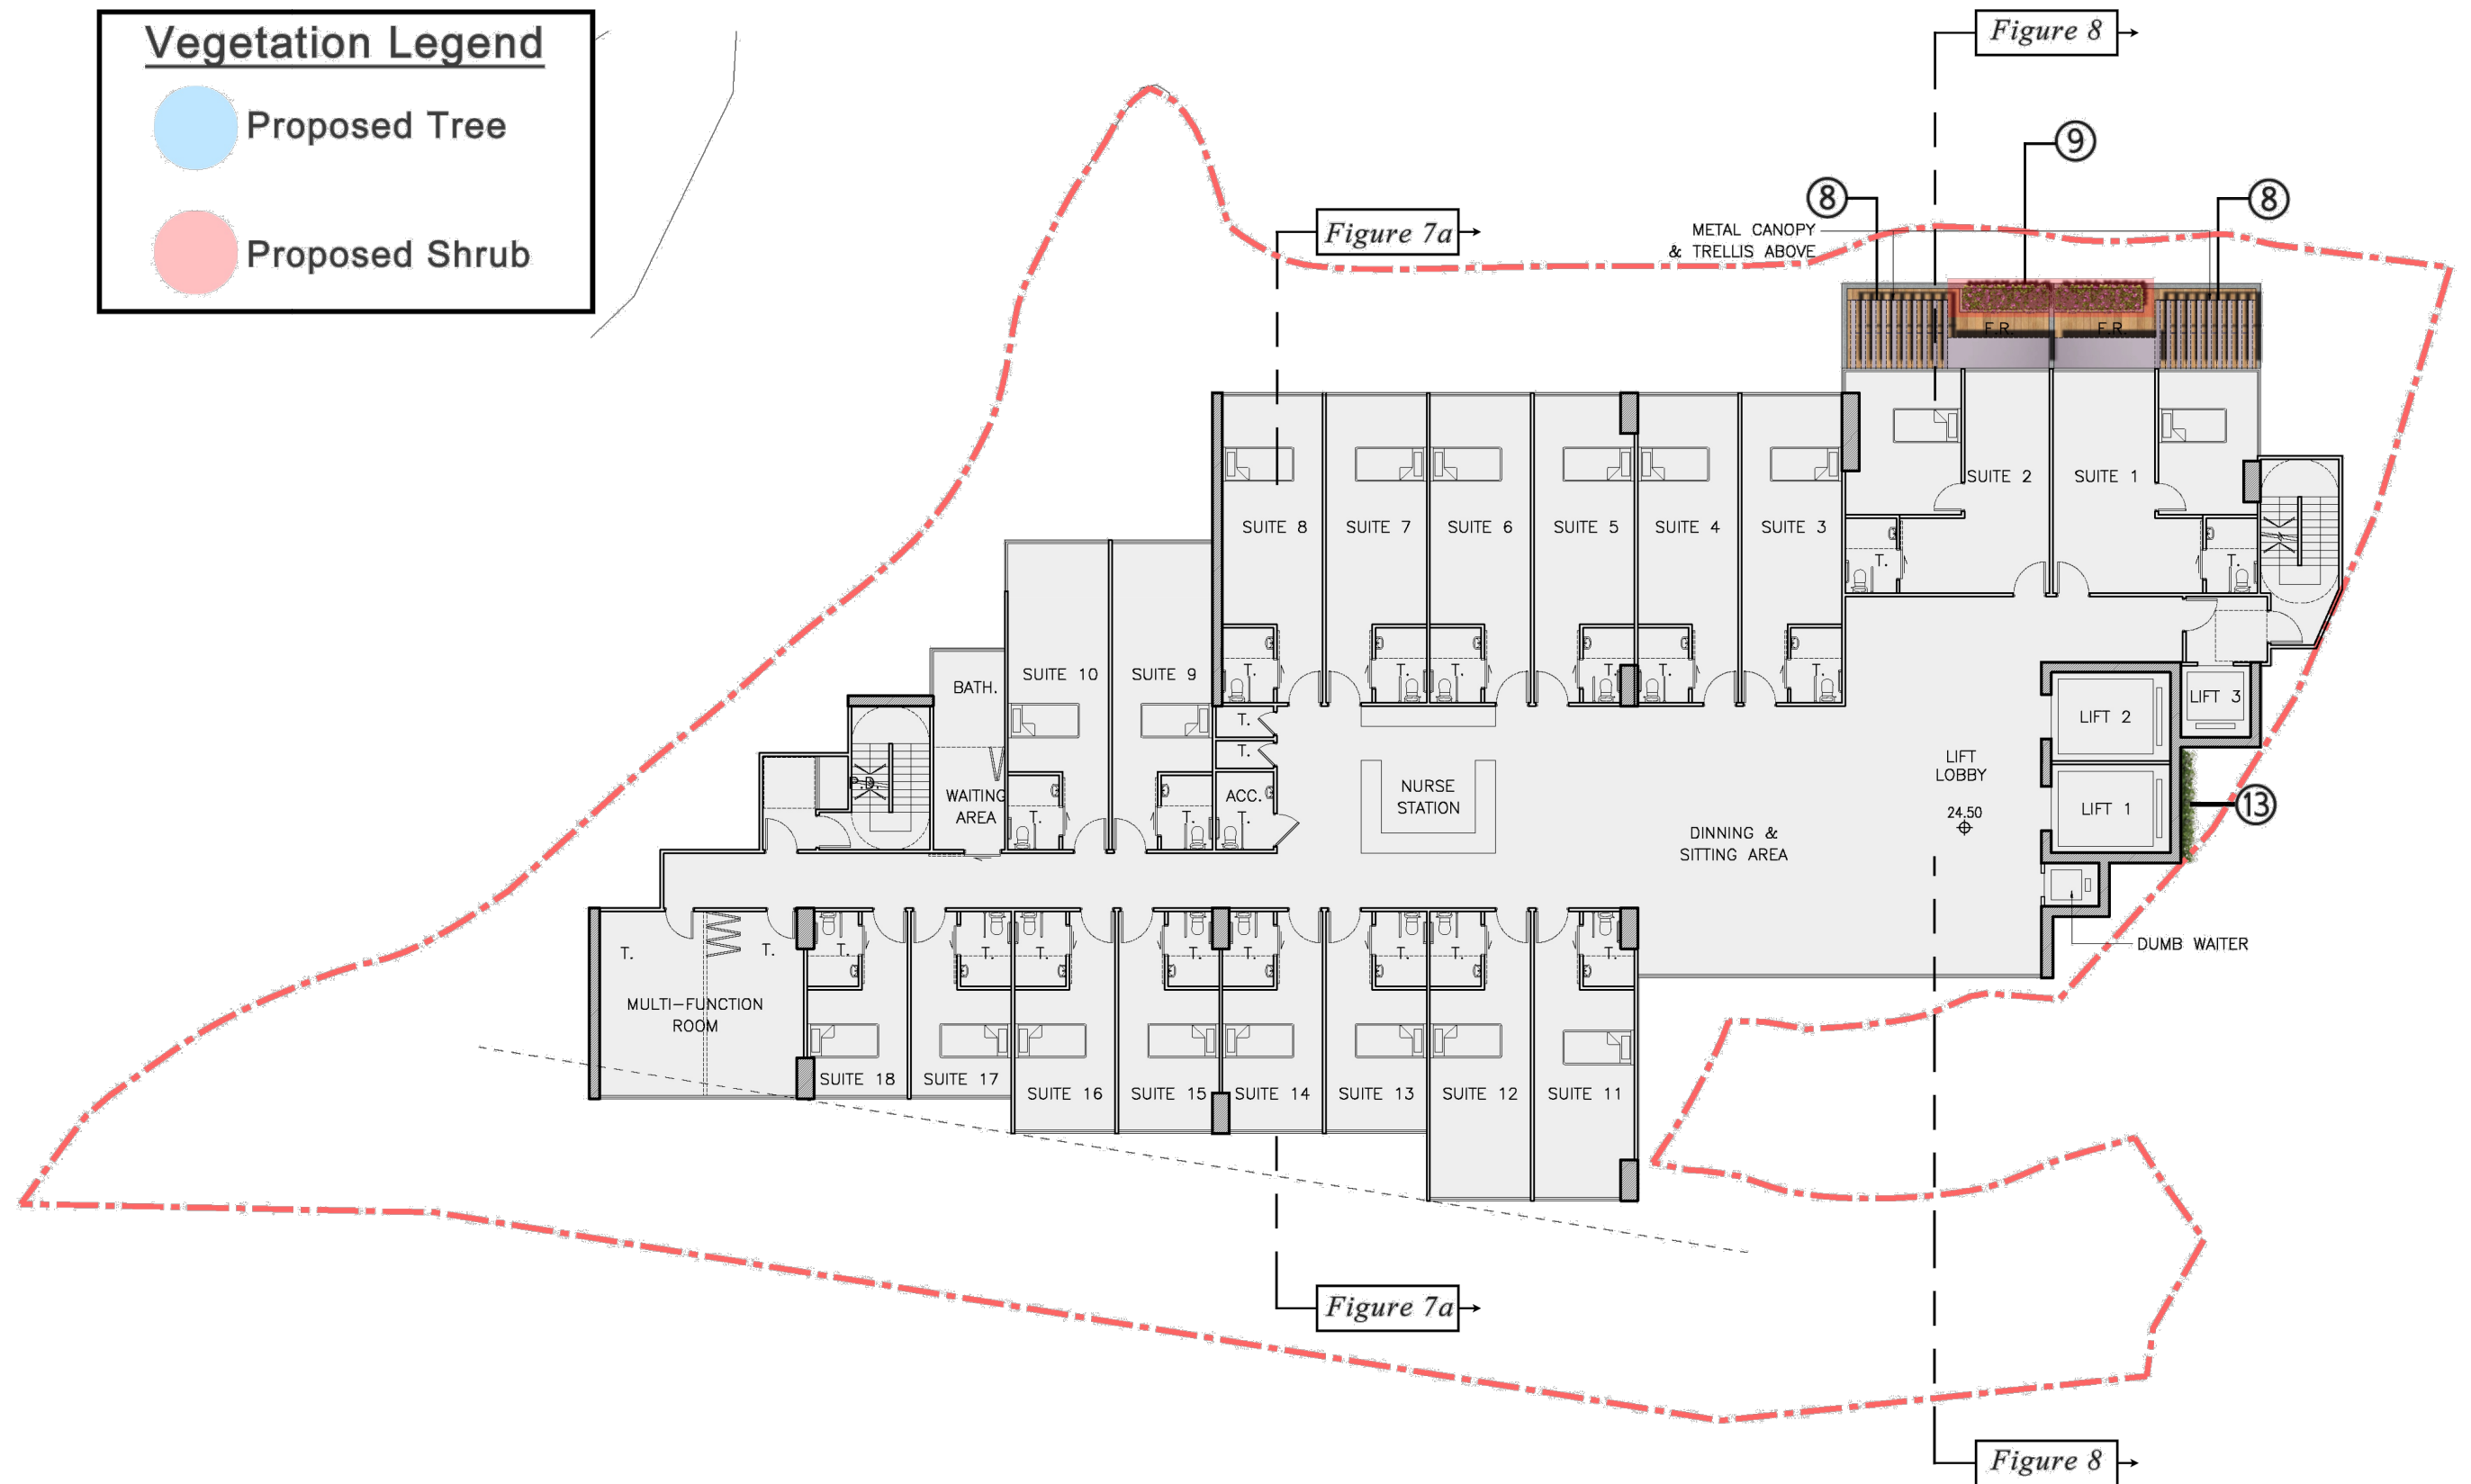 Vegetation Legend
Proposed Tree
Proposed Shrub
Figure 8
9
8
8
Figure 7a
METAL CANOPY
& TRELLIS ABOVE
F.R.
F.R.
SUITE 2
SUITE 1
SUITE 8
SUITE 7
SUITE 6
SUITE 5
SUITE 4
SUITE 3
T.
T.
T.
T.
T.
T.
T.
T.
SUITE 10
SUITE 9
BATH.
LIFT 3
LIFT 2
T.
T.
LIFT
LOBBY
24.50
P.D.
WAITING
AREA
T.
T.
ACC.
T.
NURSE
STATION
LIFT 1
13
DINNING &
SITTING AREA
DUMB WAITER
T.
T.
T.
T.
T.
T.
T.
T.
T.
T.
MULTI-FUNCTION
ROOM
SUITE 18
SUITE 17
SUITE 16
SUITE 15
SUITE 14
SUITE 13
SUITE 12
SUITE 11
Figure 7a
Figure 8